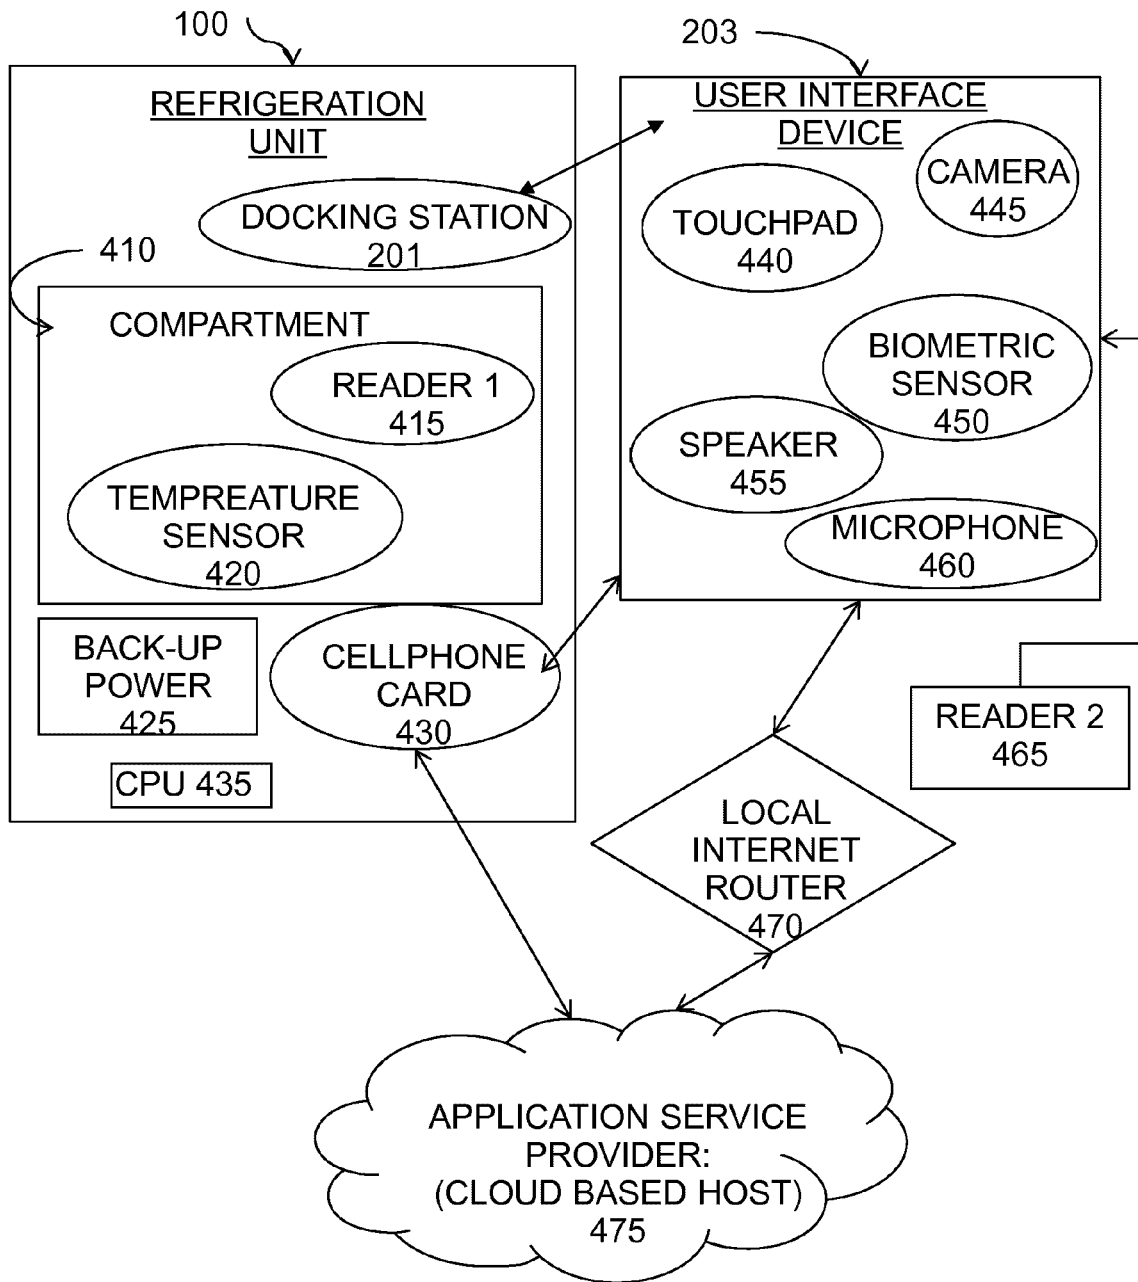 100
REFRIGERATION
UNIT
DOCKING STATION
201
410
COMPARTMENT
READER 1
415
TEMPREATURE
SENSOR
420
BACK-UP
POWER
425
CELLPHONE
CARD
430
CPU 435
203
USER INTERFACE
DEVICE
CAMERA
445
TOUCHPAD
440
BIOMETRIC
SENSOR
450
SPEAKER
455
MICROPHONE
460
READER 2
465
LOCAL
INTERNET
ROUTER
470
APPLICATION SERVICE
PROVIDER:
(CLOUD BASED HOST)
475